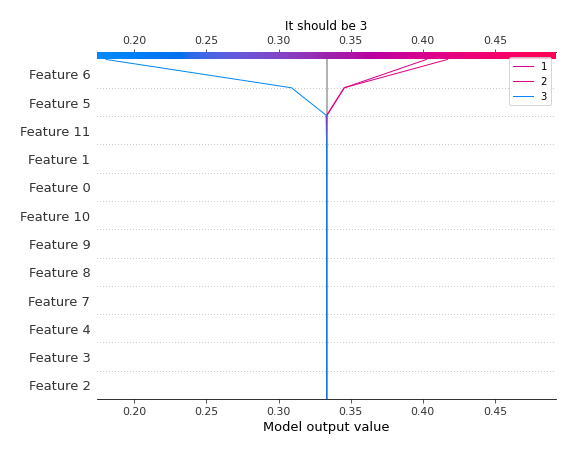 It should be 3
0.20 0.25 0.30 0.35 0.40 0.45
1
2
3
Feature 6
Feature 5
Feature 11
Feature 1
Feature 0
Feature 10
Feature 9
Feature 8
Feature 7
Feature 4
Feature 3
Feature 2
0.20 0.25 0.30 0.35 0.40 0.45
Model output value